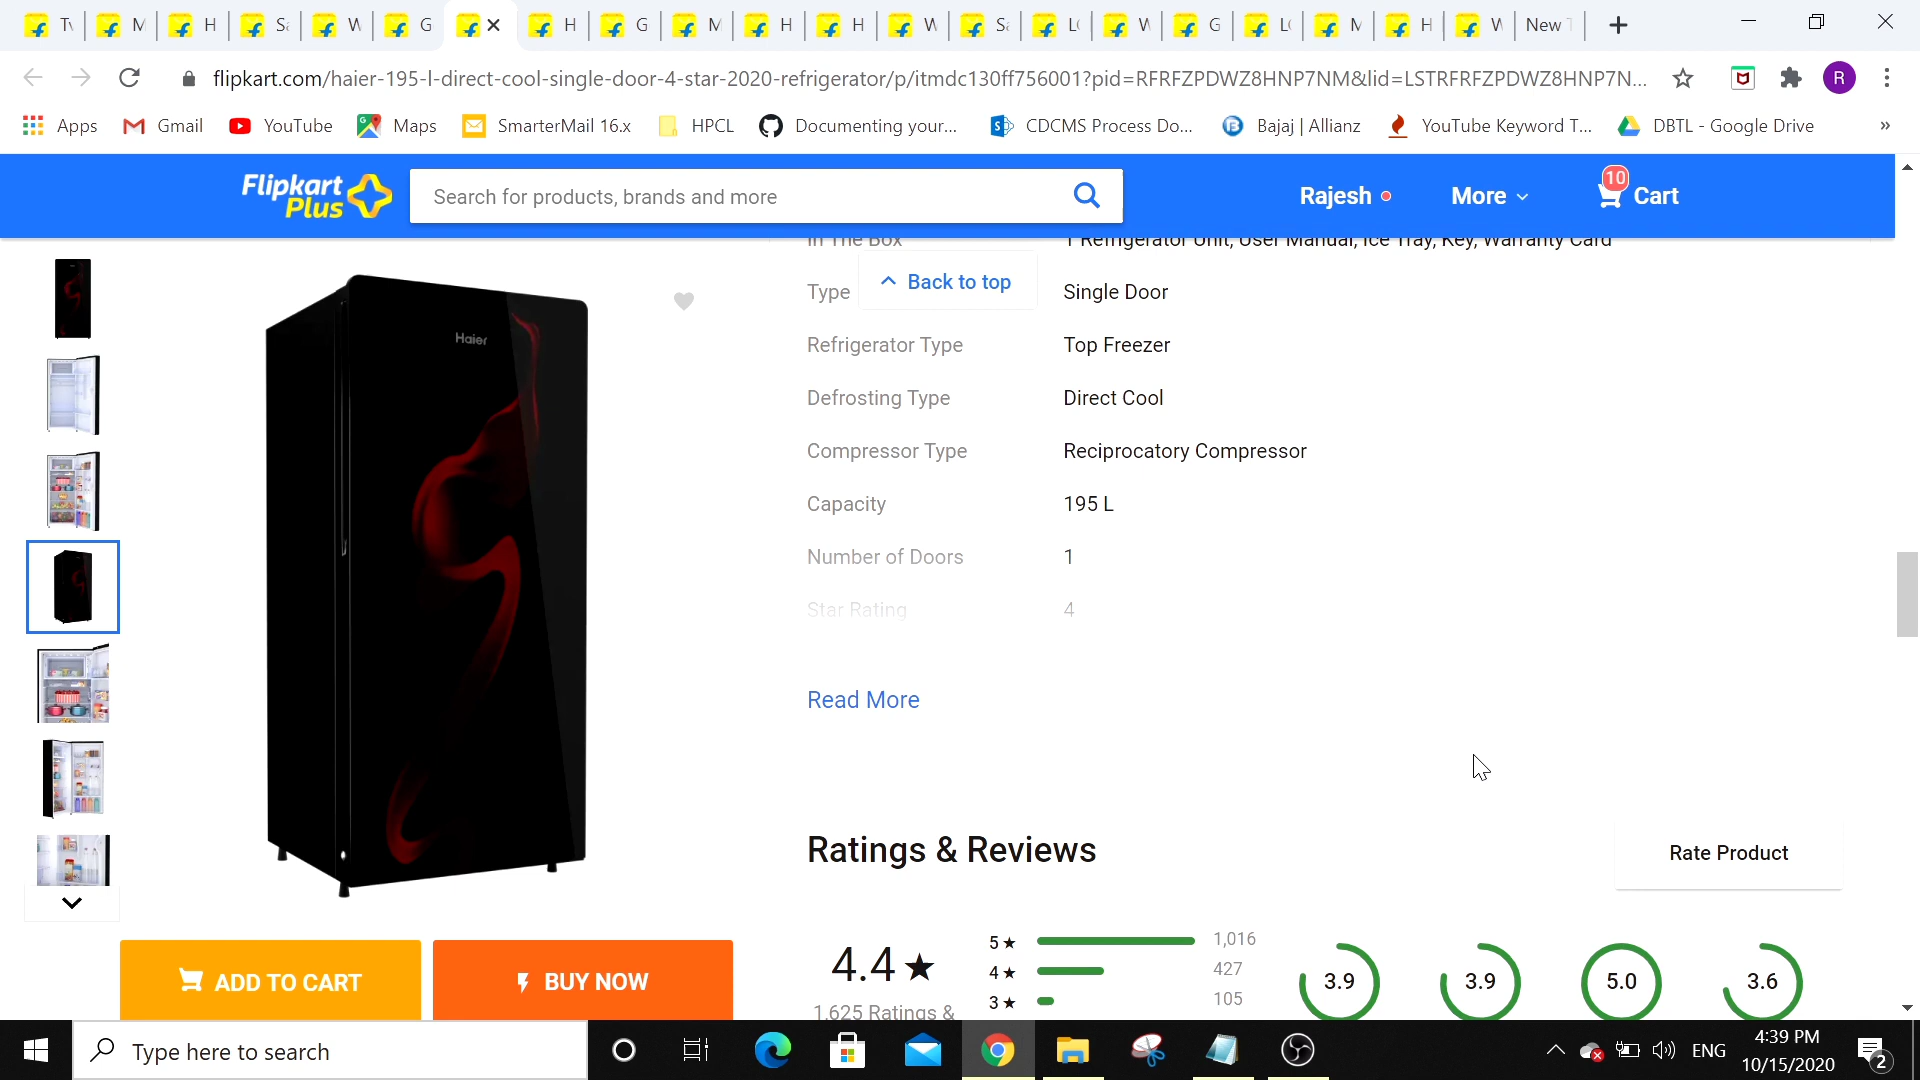 flipkart.com/haier-195-l-direct-cool-single-door-4-star-2020-refrigerator/p/itmdc130ff756001?pid=RFRFZPDWZ8HNP7NM&lid=LSTRFRFZPDWZ8HNP7N...
R
New
Apps Gmail YouTube Maps SmarterMail 16.x HPCL Documenting your... CDCMS Process Do... Bajaj | Allianz YouTube Keyword T... DBTL - Google Drive »
Flipkart Plus
Search for products, brands and more
Rajesh More 10 Cart
In The Box 1 Refrigerator Unit, User Manual, Ice Tray, Key, Warranty Card
Back to top
Type Single Door
Refrigerator Type Top Freezer
Defrosting Type Direct Cool
Compressor Type Reciprocatory Compressor
Capacity 195 L
Number of Doors 1
Star Rating 4
Read More
Haier
Ratings & Reviews
Rate Product
4.4 ★
1,625 Ratings &
5 ★ 1,016
4 ★ 427
3 ★ 105
3.9 3.9 5.0 3.6
ADD TO CART BUY NOW
Type here to search
ENG
4:39 PM
10/15/2020
2